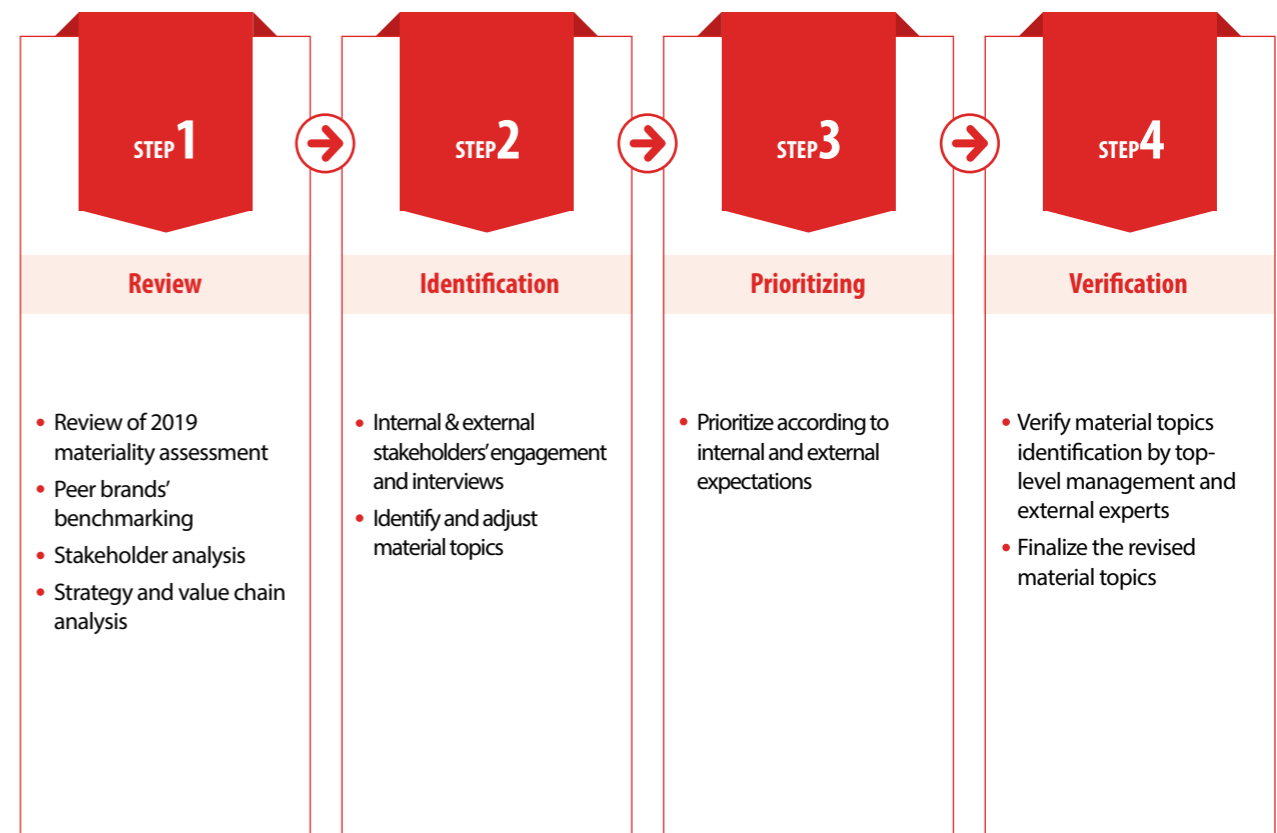 STEP 1
Review
• Review of 2019
materiality assessment
• Peer brands'
benchmarking
• Stakeholder analysis
• Strategy and value chain
analysis
STEP 2
Identification
• Internal & external
stakeholders' engagement
and interviews
• Identify and adjust
material topics
STEP 3
Prioritizing
• Prioritize according to
internal and external
expectations
STEP 4
Verification
• Verify material topics
identification by top-
level management and
external experts
• Finalize the revised
material topics